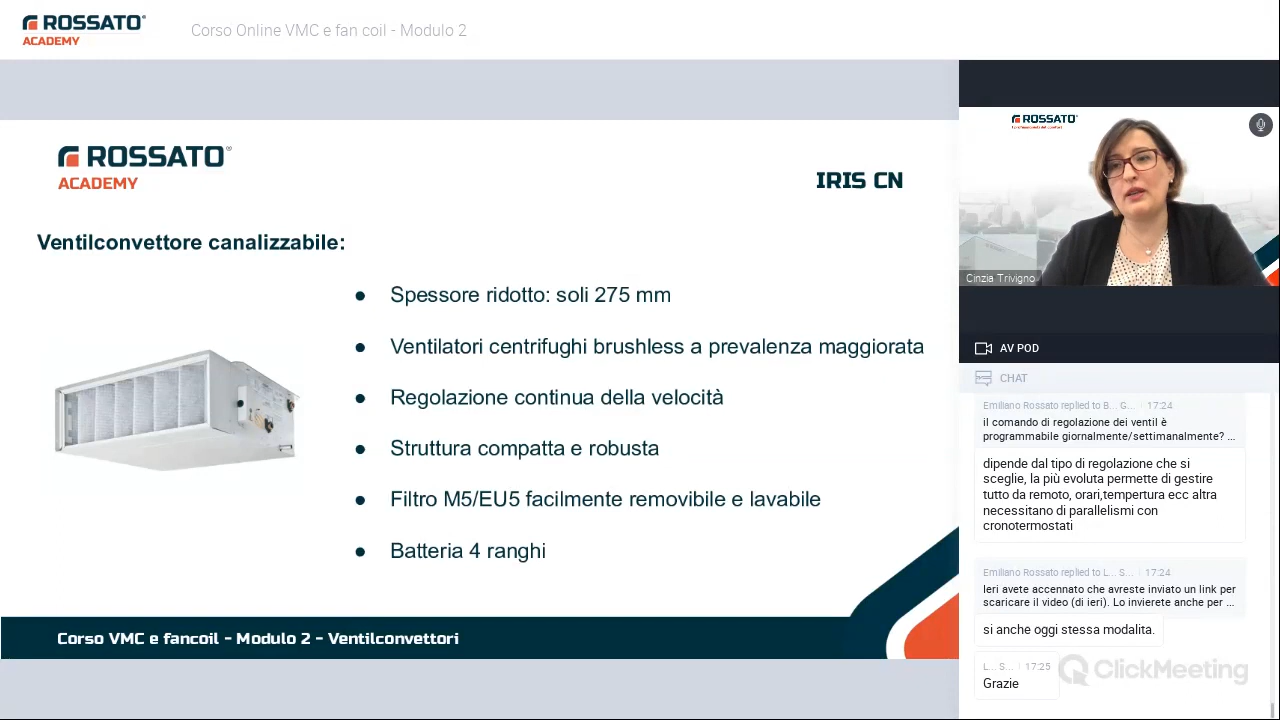 ROSSATO®
ACADEMY
Corso Online VMC e fan coil - Modulo 2
ROSSATO®
ACADEMY
IRIS CN
Ventilconvettore canalizzabile:
● Spessore ridotto: soli 275 mm
● Ventilatori centrifughi brushless a prevalenza maggiorata
● Regolazione continua della velocità
● Struttura compatta e robusta
● Filtro M5/EU5 facilmente removibile e lavabile
● Batteria 4 ranghi
Corso VMC e fancoil - Modulo 2 - Ventilconvettori
ROSSATO®
Cinzia Trivigno
AV POD
CHAT
Emiliano Rossato replied to B... G... 17:24
il comando di regolazione dei ventil è
programmabile giornalmente/settimanalmente? ...
dipende dal tipo di regolazione che si
sceglie, la più evoluta permette di gestire
tutto da remoto, orari,tempertura ecc altra
necessitano di parallelismi con
cronotermostati
Emiliano Rossato replied to L... S... 17:24
Ieri avete accennato che avreste inviato un link per
scaricare il video (di ieri). Lo invierete anche per ...
si anche oggi stessa modalita.
L... S... 17:25
Grazie
ClickMeeting